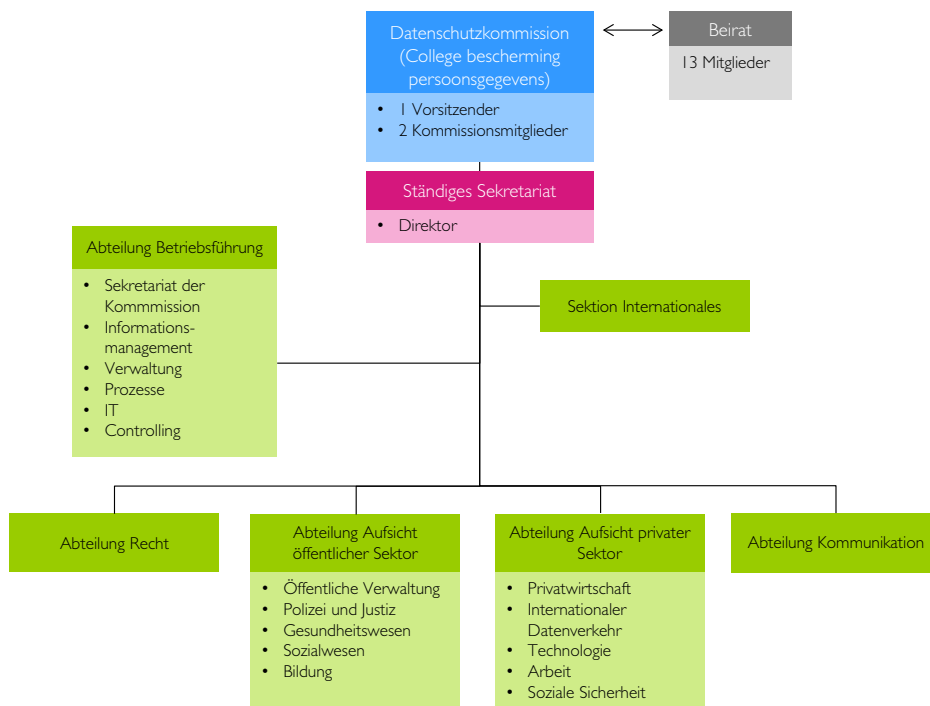 Datenschutzkommission
(College bescherming
persoonsgegevens)
• 1 Vorsitzender
• 2 Kommissionsmitglieder
Beirat
13 Mitglieder
Ständiges Sekretariat
• Direktor
Abteilung Betriebsführung
• Sekretariat der
Kommmission
• Informations-
management
• Verwaltung
• Prozesse
• IT
• Controlling
Sektion Internationales
Abteilung Recht
Abteilung Aufsicht
öffentlicher Sektor
• Öffentliche Verwaltung
• Polizei und Justiz
• Gesundheitswesen
• Sozialwesen
• Bildung
Abteilung Aufsicht privater
Sektor
• Privatwirtschaft
• Internationaler
Datenverkehr
• Technologie
• Arbeit
• Soziale Sicherheit
Abteilung Kommunikation